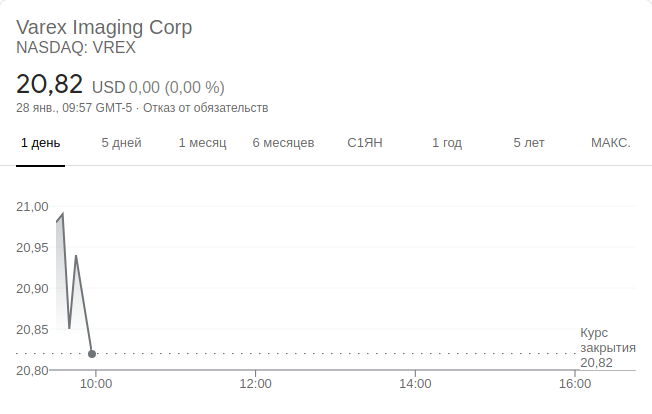 Varex Imaging Corp
NASDAQ: VREX
20,82 USD 0,00 (0,00 %)
28 янв., 09:57 GMT-5 · Отказ от обязательств
1 день 5 дней 1 месяц 6 месяцев С1ЯН 1 год 5 лет МАКС.
21,00
20,95
20,90
20,85
20,80
Курс
закрытия
20,82
10:00 12:00 14:00 16:00